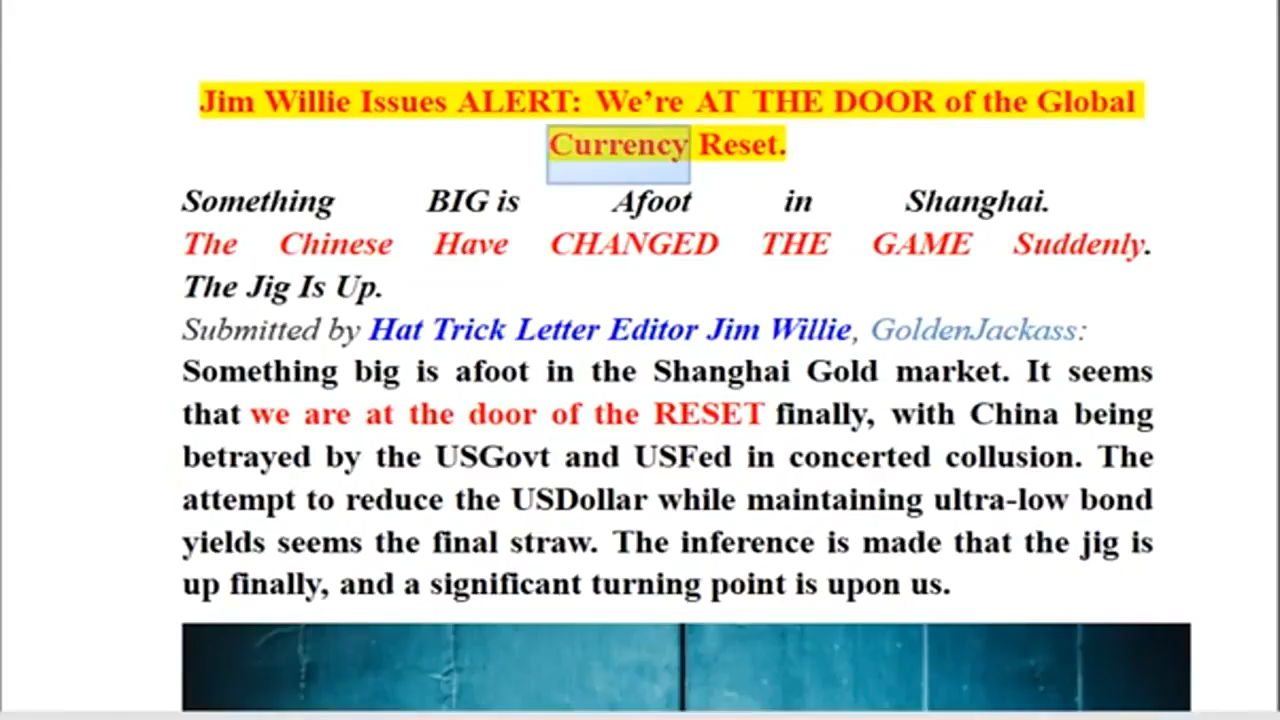 Jim Willie Issues ALERT: We’re AT THE DOOR of the Global
Currency Reset.
Something BIG is Afoot in Shanghai.
The Chinese Have CHANGED THE GAME Suddenly.
The Jig Is Up.
Submitted by Hat Trick Letter Editor Jim Willie, GoldenJackass:
Something big is afoot in the Shanghai Gold market. It seems
that we are at the door of the RESET finally, with China being
betrayed by the USGovt and USFed in concerted collusion. The
attempt to reduce the USDollar while maintaining ultra-low bond
yields seems the final straw. The inference is made that the jig is
up finally, and a significant turning point is upon us.